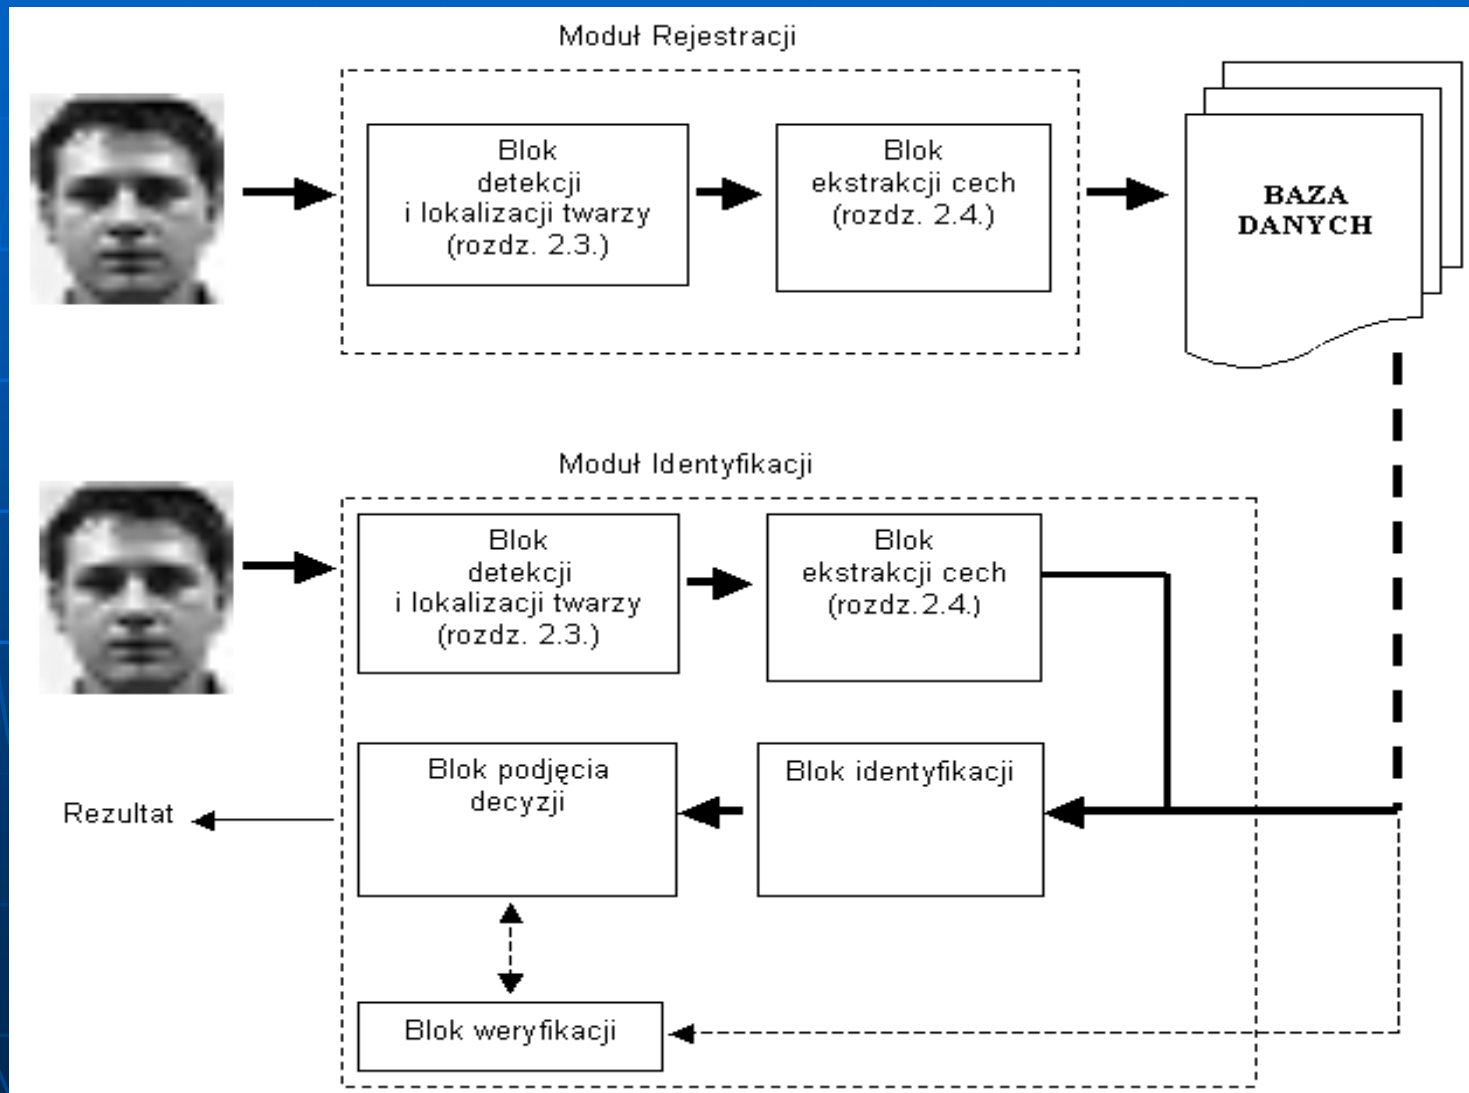 Moduł Rejestracji
Blok
detekcji
i lokalizacji twarzy
(rozdz. 2.3.)
Blok
ekstrakcji cech
(rozdz. 2.4.)
BAZA
DANYCH
Moduł Identyfikacji
Blok
detekcji
i lokalizacji twarzy
(rozdz. 2.3.)
Blok
ekstrakcji cech
(rozdz.2.4.)
Rezultat
Blok podjęcia
decyzji
Blok identyfikacji
Blok weryfikacji